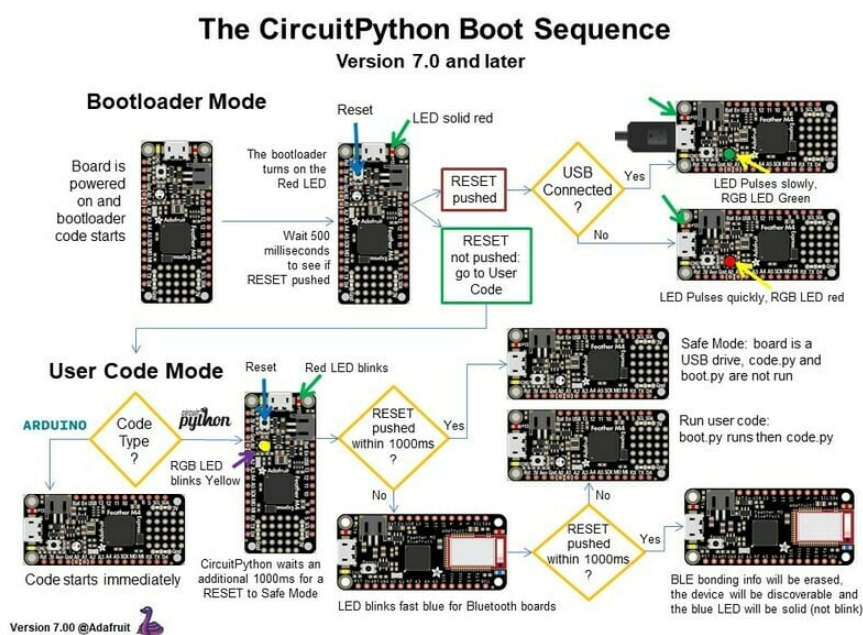 The CircuitPython Boot Sequence
Version 7.0 and later
Bootloader Mode
Board is
powered
on and
bootloader
code starts
The bootloader
turns on the
Red LED
Wait 500
milliseconds
to see if
RESET pushed
Reset
LED solid red
RESET
pushed
RESET
not pushed:
go to User
Code
USB
Connected
?
Yes
No
Feather M4
Express
LED Pulses slowly,
RGB LED Green
Feather M4
LED Pulses quickly, RGB LED red
User Code Mode
ARDUINO
Code
Type
?
circuit
python
Code starts immediately
Reset
Red LED blinks
RGB LED
blinks Yellow
CircuitPython waits an
additional 1000ms for a
RESET to Safe Mode
RESET
pushed
within 1000ms
?
Yes
No
Safe Mode: board is a
USB drive, code.py and
boot.py are not run
Run user code:
boot.py runs then code.py
LED blinks fast blue for Bluetooth boards
RESET
pushed
within 1000ms
?
No
Yes
BLE bonding info will be erased,
the device will be discoverable and
the blue LED will be solid (not blink)
Version 7.00 @Adafruit